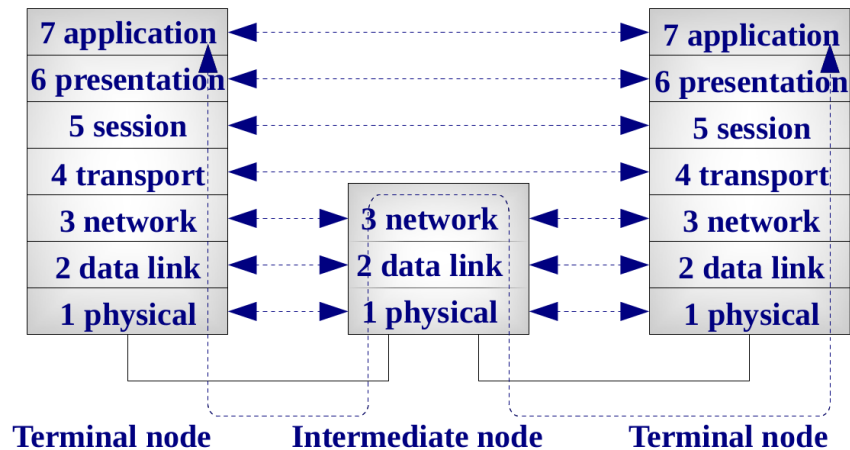 7 application
6 presentation
5 session
4 transport
3 network
2 data link
1 physical
Terminal node
3 network
2 data link
1 physical
Intermediate node
7 application
6 presentation
5 session
4 transport
3 network
2 data link
1 physical
Terminal node